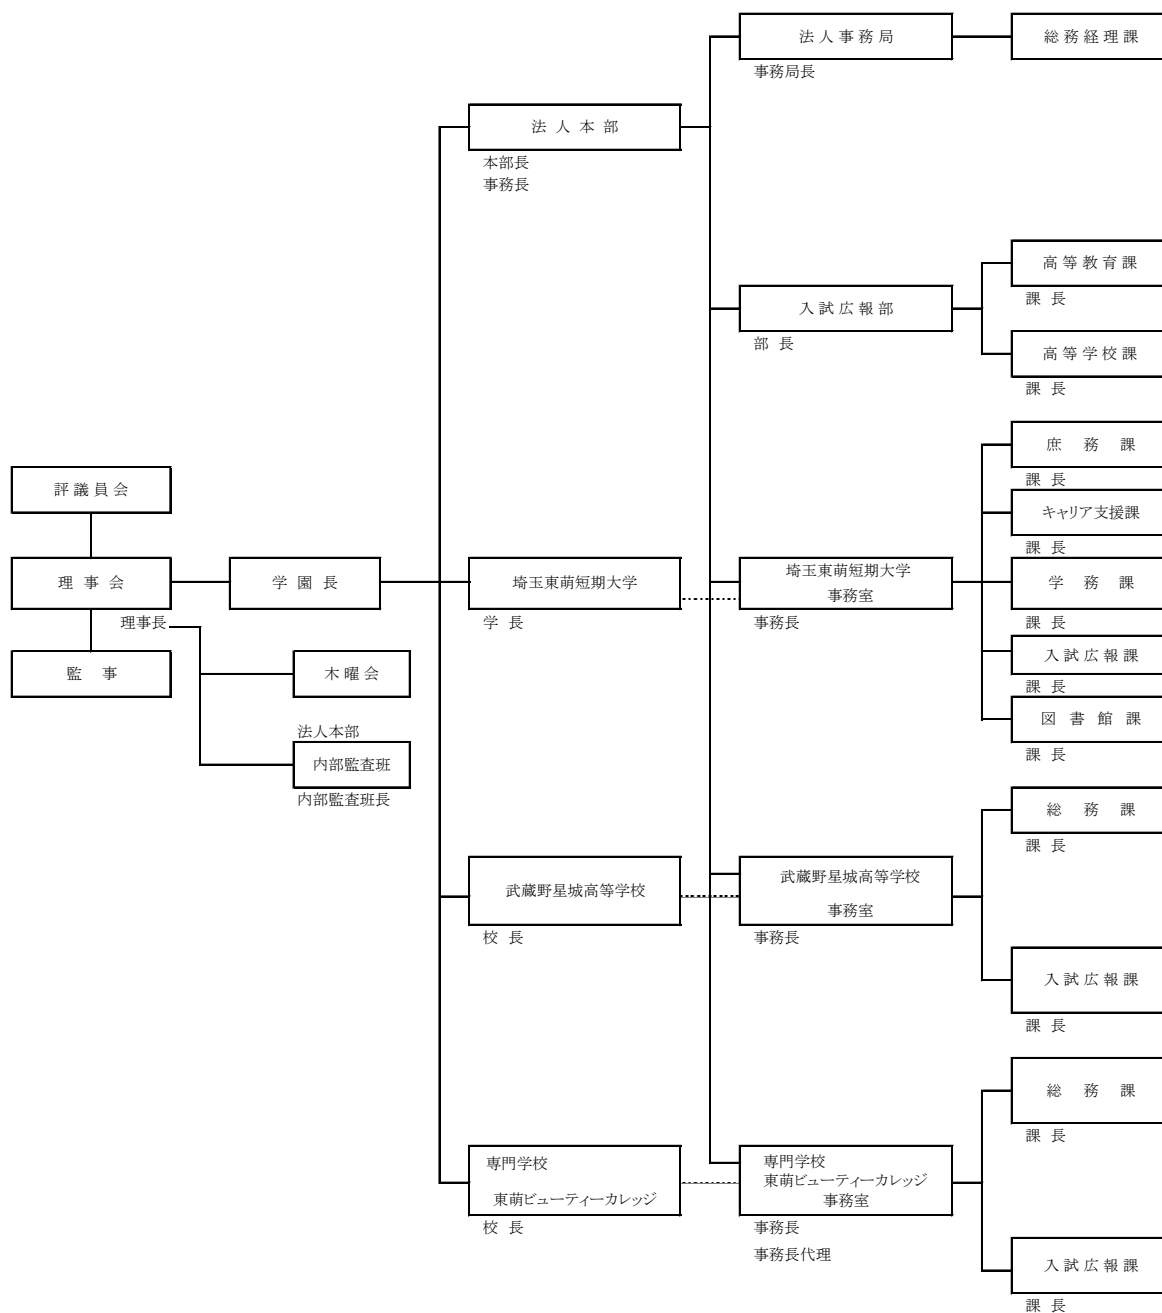 法人事務局
総務経理課
事務局長
法人本部
本部長
事務長
高等教育課
課長
入試広報部
部長
高等学校課
課長
庶務課
課長
評議員会
キャリア支援課
課長
理事会
学園長
埼玉東萌短期大学
埼玉東萌短期大学
事務室
学務課
理事長
学長
事務長
課長
監事
木曜会
入試広報課
課長
図書館課
法人本部
内部監査班
課長
内部監査班長
総務課
課長
武蔵野星城高等学校
武蔵野星城高等学校
事務室
校長
事務長
入試広報課
課長
総務課
課長
専門学校
東萌ビューティーカレッジ
専門学校
東萌ビューティーカレッジ
事務室
校長
事務長
事務長代理
入試広報課
課長